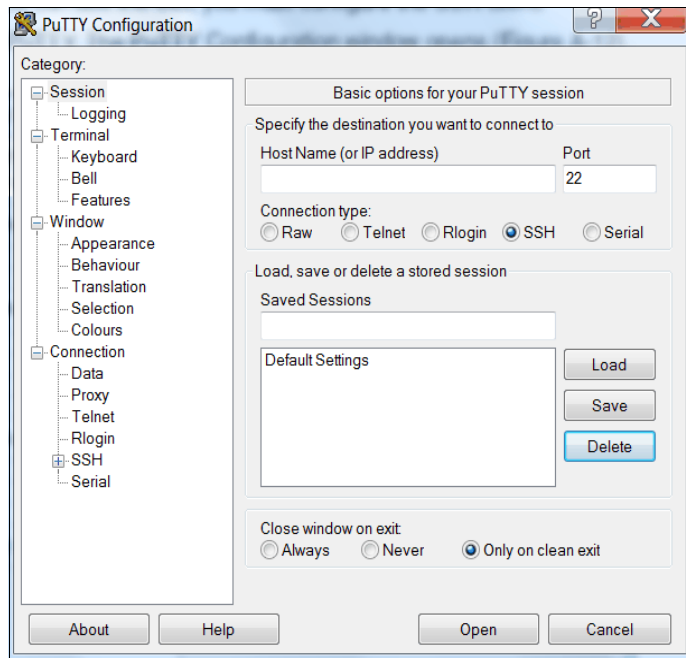 PuTTY Configuration
Category:
Session
Logging
Terminal
Keyboard
Bell
Features
Window
Appearance
Behaviour
Translation
Selection
Colours
Connection
Data
Proxy
Telnet
Rlogin
SSH
Serial
Basic options for your PuTTY session
Specify the destination you want to connect to
Host Name (or IP address) Port
22
Connection type:
Raw Telnet Rlogin SSH Serial
Load, save or delete a stored session
Saved Sessions
Default Settings
Load
Save
Delete
Close window on exit:
Always Never Only on clean exit
About Help Open Cancel